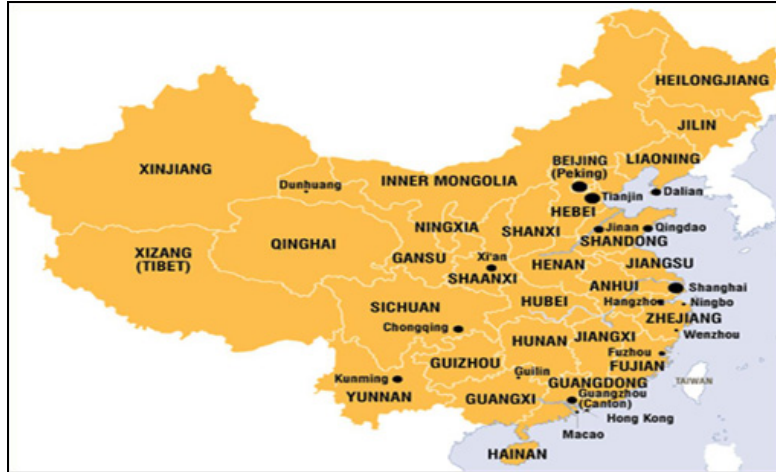 HEILONGJIANG
JILIN
LIAONING
BEIJING
(Peking)
XINJIANG
Dunhuang
INNER MONGOLIA
Tianjin
Dalian
HEBEI
NINGXIA
SHANXI
Jinan
Qingdao
SHANDONG
QINGHAI
XIZANG
(TIBET)
GANSU
Xi'an
SHAANXI
HENAN
JIANGSU
ANHUI
Shanghai
SICHUAN
HUBEI
Hangzhou
Ningbo
ZHEJIANG
Chongqing
HUNAN
JIANGXI
Wenzhou
Fuzhou
FUJIAN
GUIZHOU
Guilin
Kunming
YUNNAN
GUANGXI
GUANGDONG
Guangzhou
(Canton)
TAIWAN
Hong Kong
Macao
HAINAN